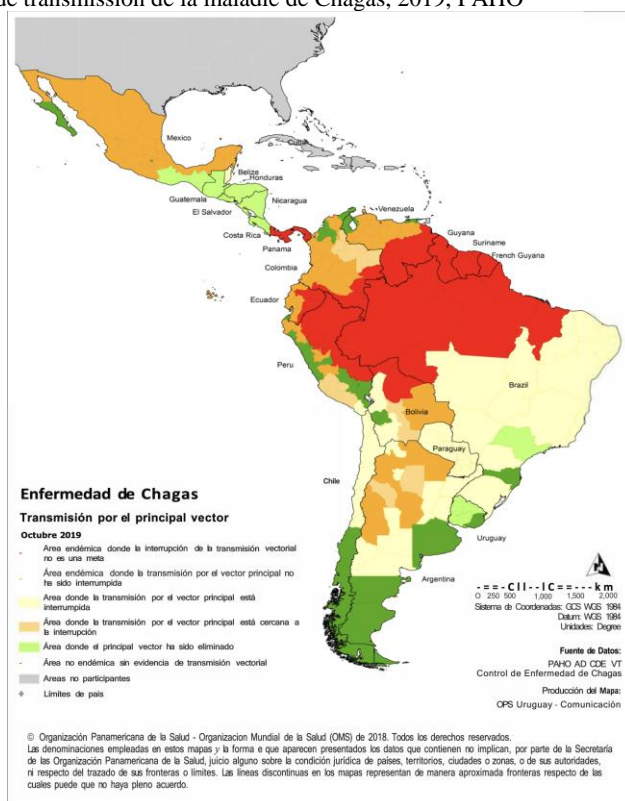 de transmission de la maladie de Chagas, 2019, PAHO
Mexico
Cuba
Belize
Honduras
Guatemala
Nicaragua
El Salvador
Costa Rica
Venezuela
Panama
Guyana
Suriname
French Guyana
Colombia
Ecuador
Peru
Brazil
Bolivia
Paraguay
Chile
Uruguay
Argentina
Enfermedad de Chagas
Transmisión por el principal vector
Octubre 2019
Area endémica donde la interrupción de la transmisión vectorial
no es una meta
Área endémica donde la transmisión por el vector principal no
ha sido interrumpida
Área donde la transmisión por el vector principal está
interrumpida
Área donde la transmisión por el vector principal está cercana a
la interrupción
Área donde el principal vector ha sido eliminado
Área no endémica sin evidencia de transmisión vectorial
Areas no participantes
Límites de pais
N
- - = = - C I I - - I C = = - - - - km
0 250 500 1,000 1,500 2,000
Sistema de Coordenadas: GCS WGS 1984
Datum: WGS 1984
Unidades: Degree
Fuente de Datos:
PAHO AD CDE VT
Control de Enfermedad de Chagas
Producción del Mapa:
OPS Uruguay - Comunicación
© Organización Panamericana de la Salud - Organizacion Mundial de la Salud (OMS) de 2018. Todos los derechos reservados.
Las denominaciones empleadas en estos mapas y la forma e que aparecen presentados los datos que contienen no implican, por parte de la Secretaría
de las Organización Panamericana de la Salud, juicio alguno sobre la condición jurídica de países, territorios, ciudades o zonas, o de sus autoridades,
ni respecto del trazado de sus fronteras o límites. Las líneas discontinuas en los mapas representan de manera aproximada fronteras respecto de las
cuales puede que no haya pleno acuerdo.